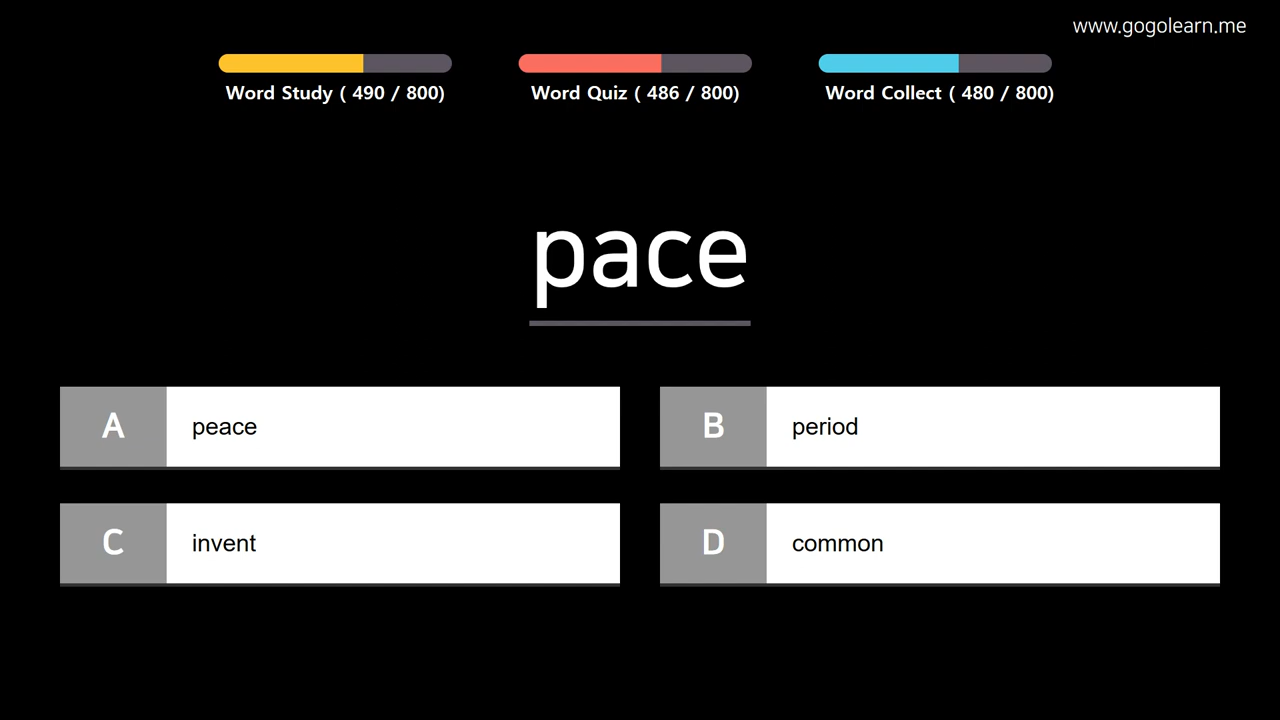 www.gogolearn.me
Word Study ( 490 / 800)
Word Quiz ( 486 / 800)
Word Collect ( 480 / 800)
pace
A peace
B period
C invent
D common